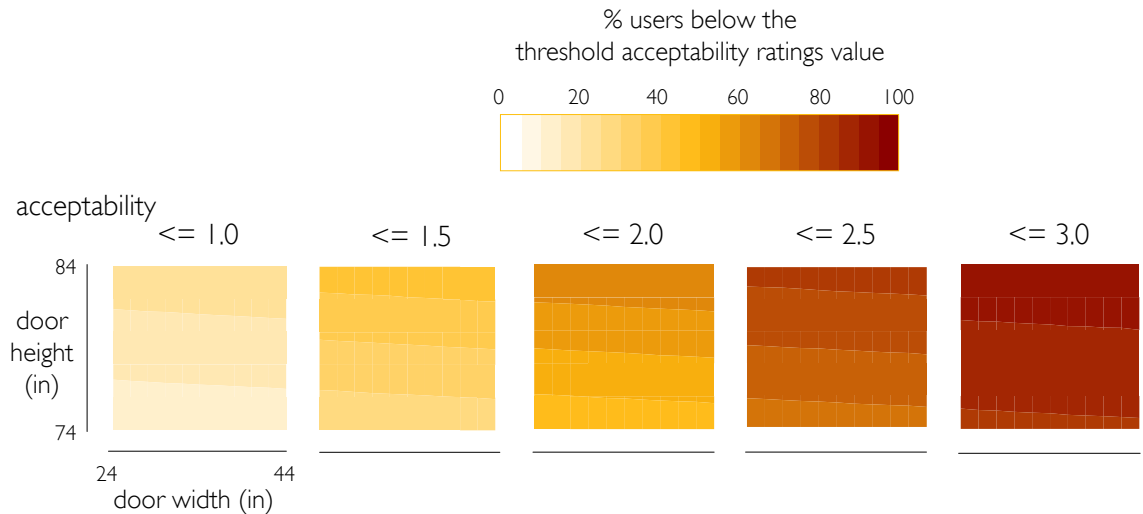 % users below the
threshold acceptability ratings value
0 20 40 60 80 100
acceptability
<= 1.0 <= 1.5 <= 2.0 <= 2.5 <= 3.0
84
door
height
(in)
74
24 44
door width (in)